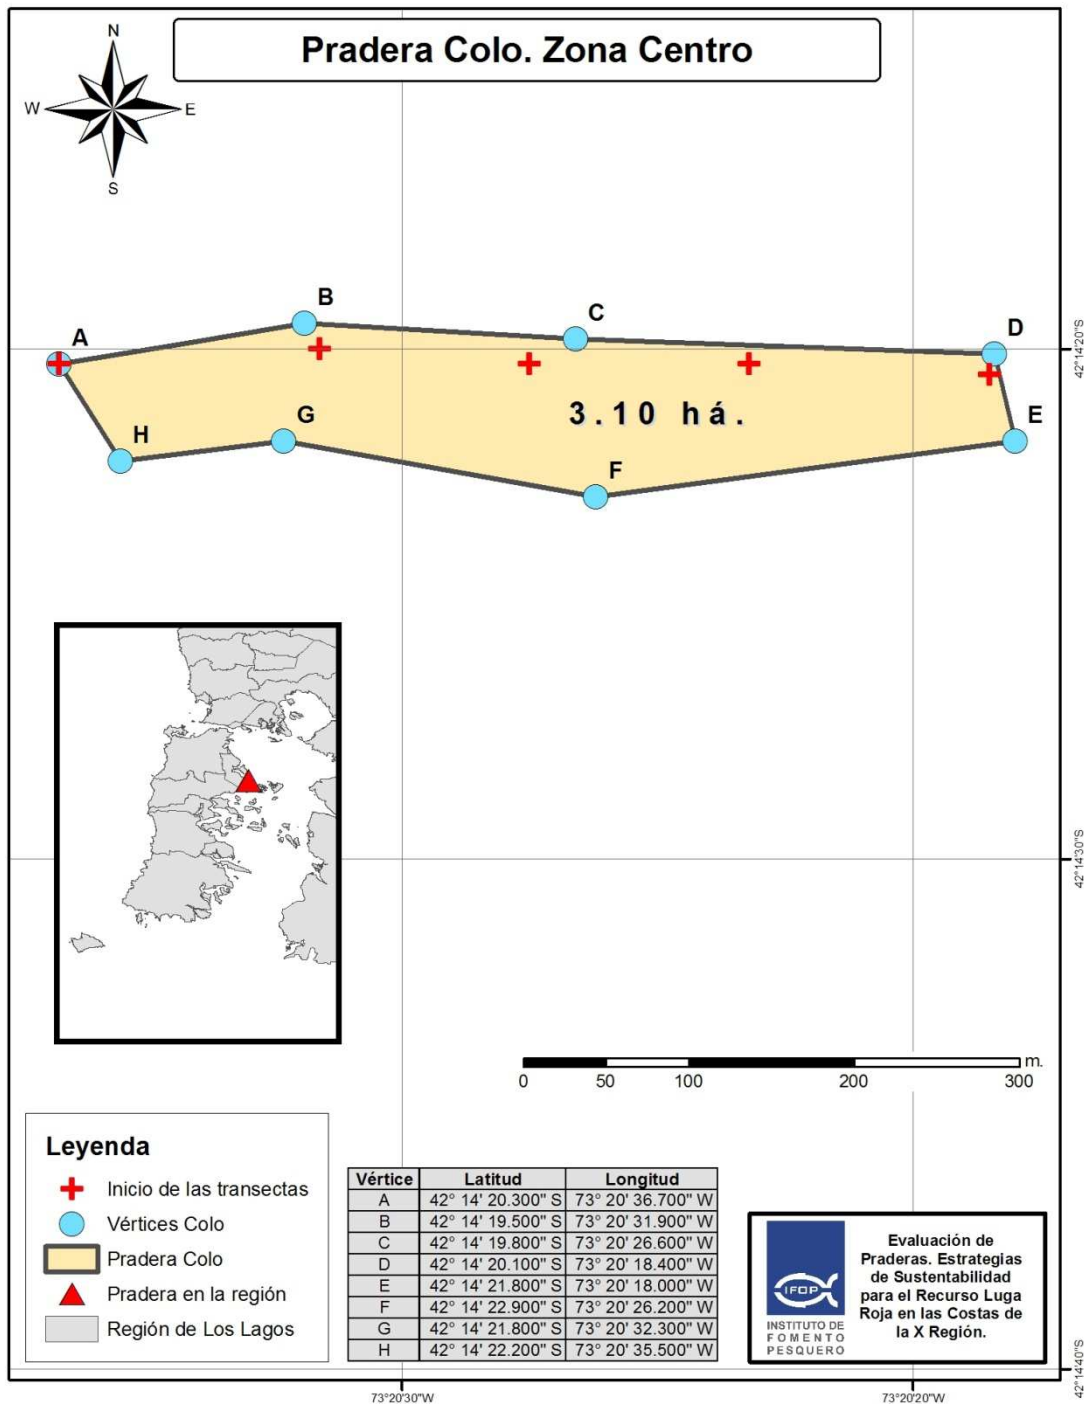 Pradera Colo. Zona Centro
N
W
E
S
A
B
C
D
E
F
G
H
3.10 há.
42°14'20"S
42°14'30"S
42°14'40"S
73°20'30"W
73°20'20"W
m.
0 50 100 200 300
Leyenda
Inicio de las transectas
Vértices Colo
Pradera Colo
Pradera en la región
Región de Los Lagos
Vértice Latitud Longitud
A 42° 14' 20.300" S 73° 20' 36.700" W
B 42° 14' 19.500" S 73° 20' 31.900" W
C 42° 14' 19.800" S 73° 20' 26.600" W
D 42° 14' 20.100" S 73° 20' 18.400" W
E 42° 14' 21.800" S 73° 20' 18.000" W
F 42° 14' 22.900" S 73° 20' 26.200" W
G 42° 14' 21.800" S 73° 20' 32.300" W
H 42° 14' 22.200" S 73° 20' 35.500" W
IFOP
INSTITUTO DE
FOMENTO
PESQUERO
Evaluación de
Praderas. Estrategias
de Sustentabilidad
para el Recurso Luga
Roja en las Costas de
la X Región.